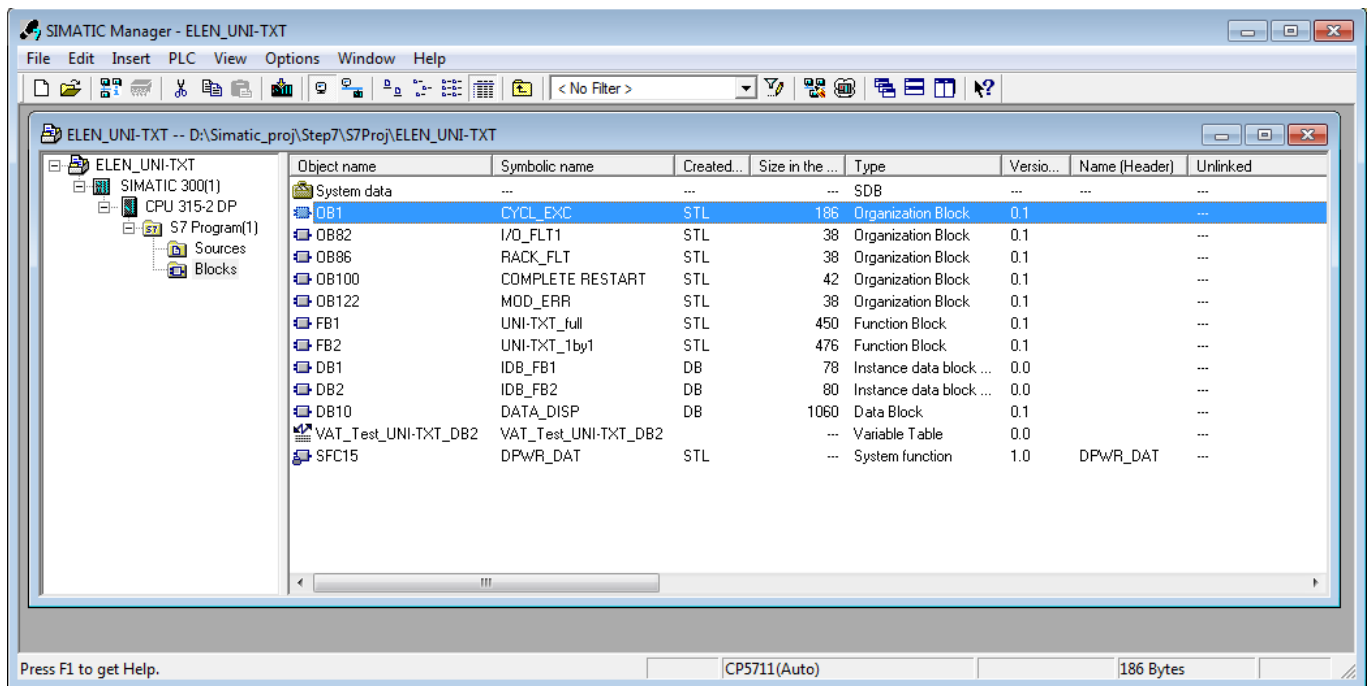 SIMATIC Manager - ELEN_UNI-TXT
File Edit Insert PLC View Options Window Help
< No Filter >
ELEN_UNI-TXT -- D:\Simatic_proj\Step7\S7Proj\ELEN_UNI-TXT
ELEN_UNI-TXT
SIMATIC 300(1)
CPU 315-2 DP
S7 Program(1)
Sources
Blocks
Object name Symbolic name Created... Size in the ... Type Versio... Name (Header) Unlinked
System data --- --- --- SDB --- --- ---
OB1 CYCL_EXC STL 186 Organization Block 0.1 ---
OB82 I/O_FLT1 STL 38 Organization Block 0.1 ---
OB86 RACK_FLT STL 38 Organization Block 0.1 ---
OB100 COMPLETE RESTART STL 42 Organization Block 0.1 ---
OB122 MOD_ERR STL 38 Organization Block 0.1 ---
FB1 UNI-TXT_full STL 450 Function Block 0.1 ---
FB2 UNI-TXT_1by1 STL 476 Function Block 0.1 ---
DB1 IDB_FB1 DB 78 Instance data block ... 0.0 ---
DB2 IDB_FB2 DB 80 Instance data block ... 0.0 ---
DB10 DATA_DISP DB 1060 Data Block 0.1 ---
VAT_Test_UNI-TXT_DB2 VAT_Test_UNI-TXT_DB2 --- Variable Table 0.0 ---
SFC15 DPWR_DAT STL --- System function 1.0 DPWR_DAT ---
Press F1 to get Help. CP5711(Auto) 186 Bytes